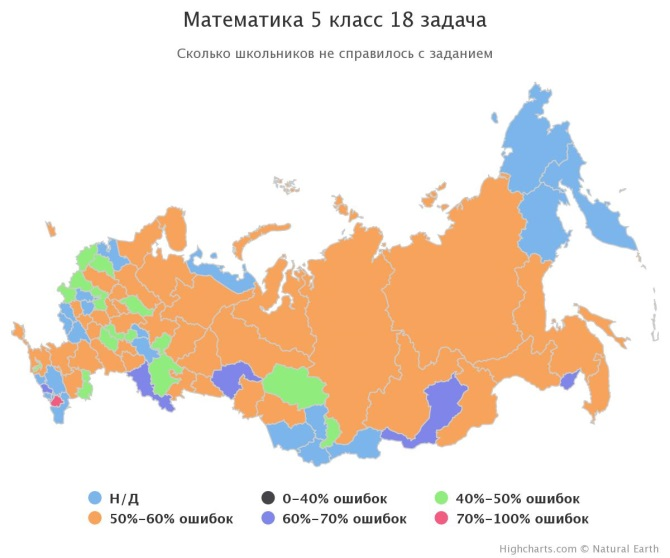 Математика 5 класс 18 задача
Сколько школьников не справилось с заданием
Н/Д
0-40% ошибок
40%-50% ошибок
50%-60% ошибок
60%-70% ошибок
70%-100% ошибок
Highcharts.com © Natural Earth